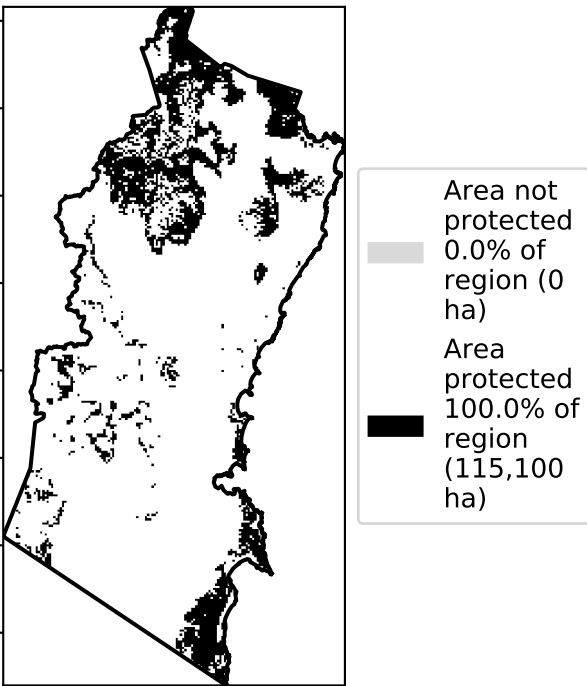 Area not
protected
0.0% of
region (0
ha)
Area
protected
100.0% of
region
(115,100
ha)